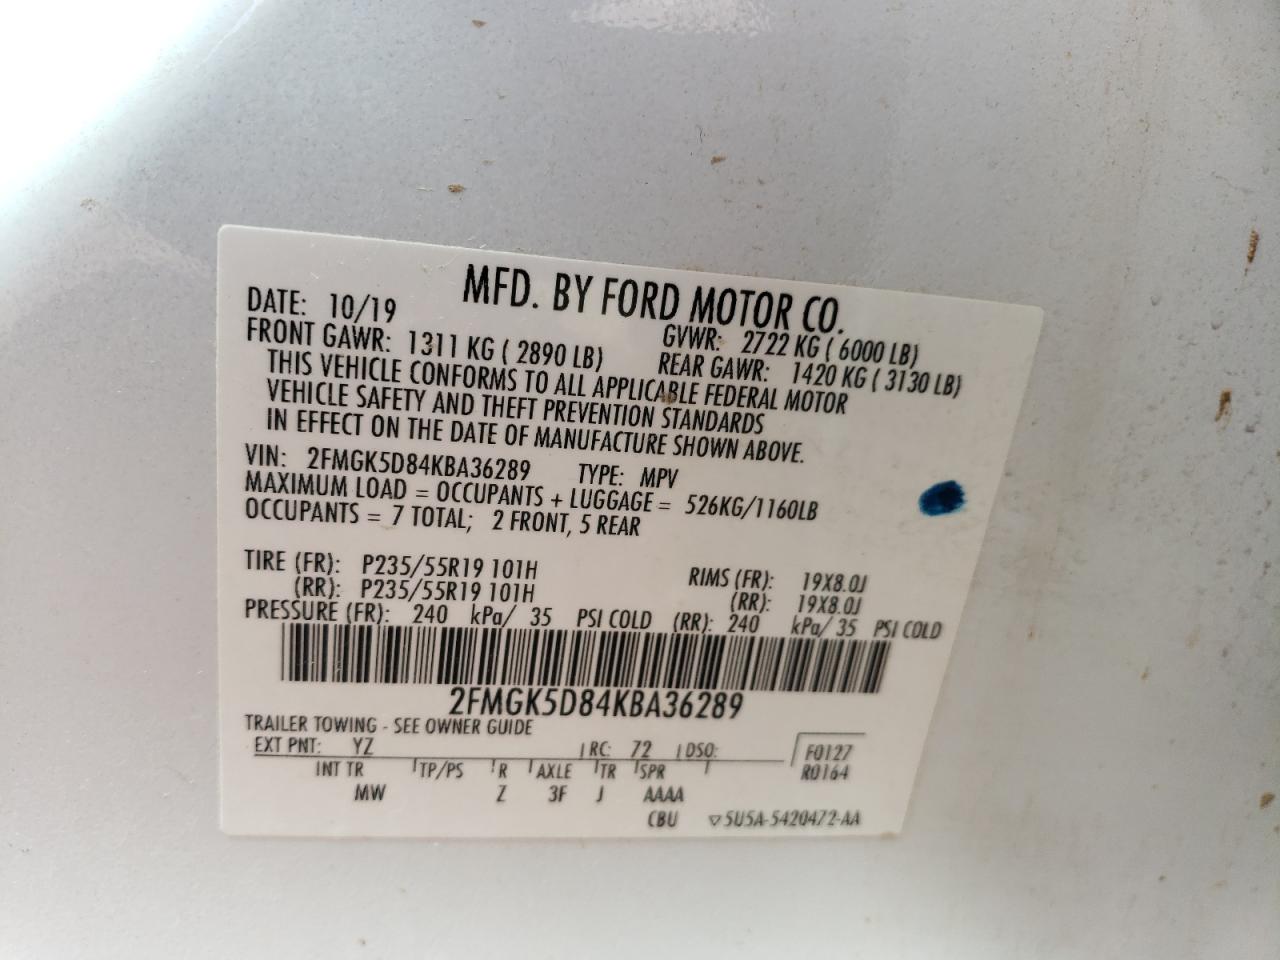 MFD. BY FORD MOTOR CO.
DATE: 10/19 GVWR: 2722 KG ( 6000 LB)
FRONT GAWR: 1311 KG ( 2890 LB) REAR GAWR: 1420 KG ( 3130 LB)
THIS VEHICLE CONFORMS TO ALL APPLICABLE FEDERAL MOTOR
VEHICLE SAFETY AND THEFT PREVENTION STANDARDS
IN EFFECT ON THE DATE OF MANUFACTURE SHOWN ABOVE.
VIN: 2FMGK5D84KBA36289 TYPE: MPV
MAXIMUM LOAD = OCCUPANTS + LUGGAGE = 526KG/1160LB
OCCUPANTS = 7 TOTAL; 2 FRONT, 5 REAR
TIRE (FR): P235/55R19 101H RIMS (FR): 19X8.0J
(RR): P235/55R19 101H (RR): 19X8.0J
PRESSURE (FR): 240 kPa/ 35 PSI COLD (RR): 240 kPa/ 35 PSI COLD
2FMGK5D84KBA36289
TRAILER TOWING - SEE OWNER GUIDE
EXT PNT: YZ RC: 72 DSO: F0127
INT TR TP/PS R AXLE TR SPR R0164
MW Z 3F J AAAA
CBU ▽5U5A-5420472-AA